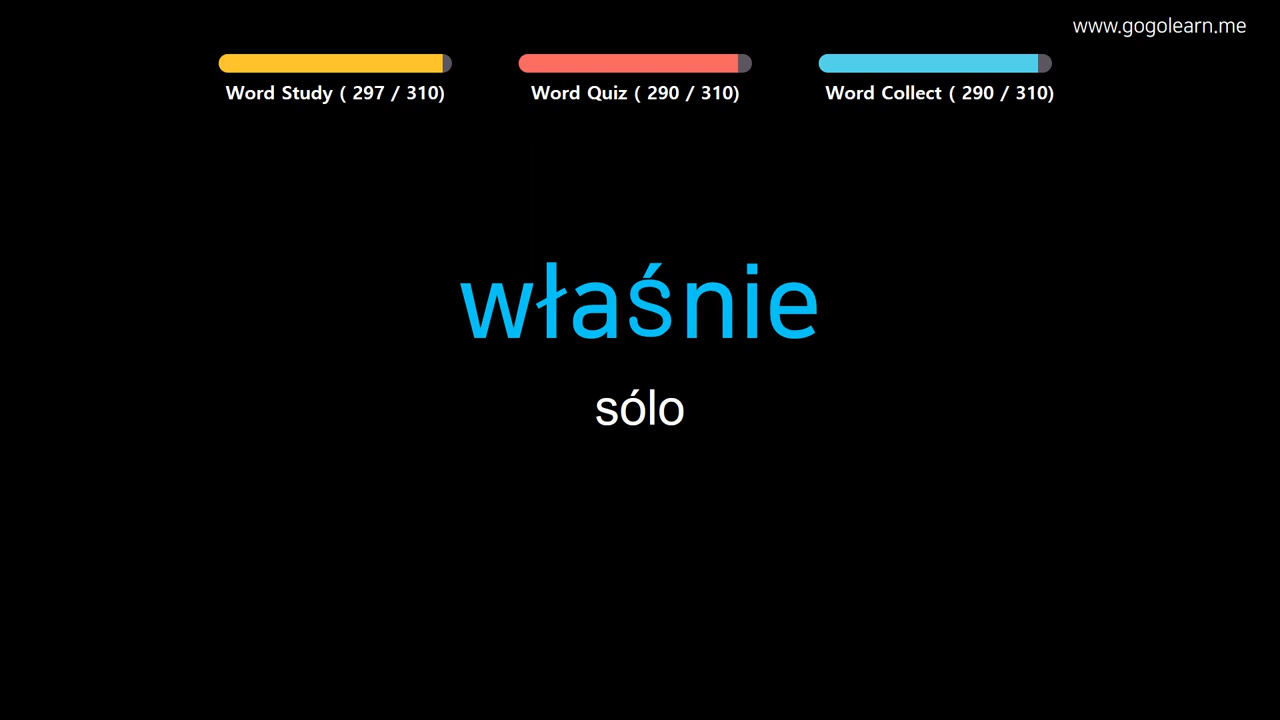 www.gogolearn.me
Word Study ( 297 / 310)
Word Quiz ( 290 / 310)
Word Collect ( 290 / 310)
właśnie
sólo